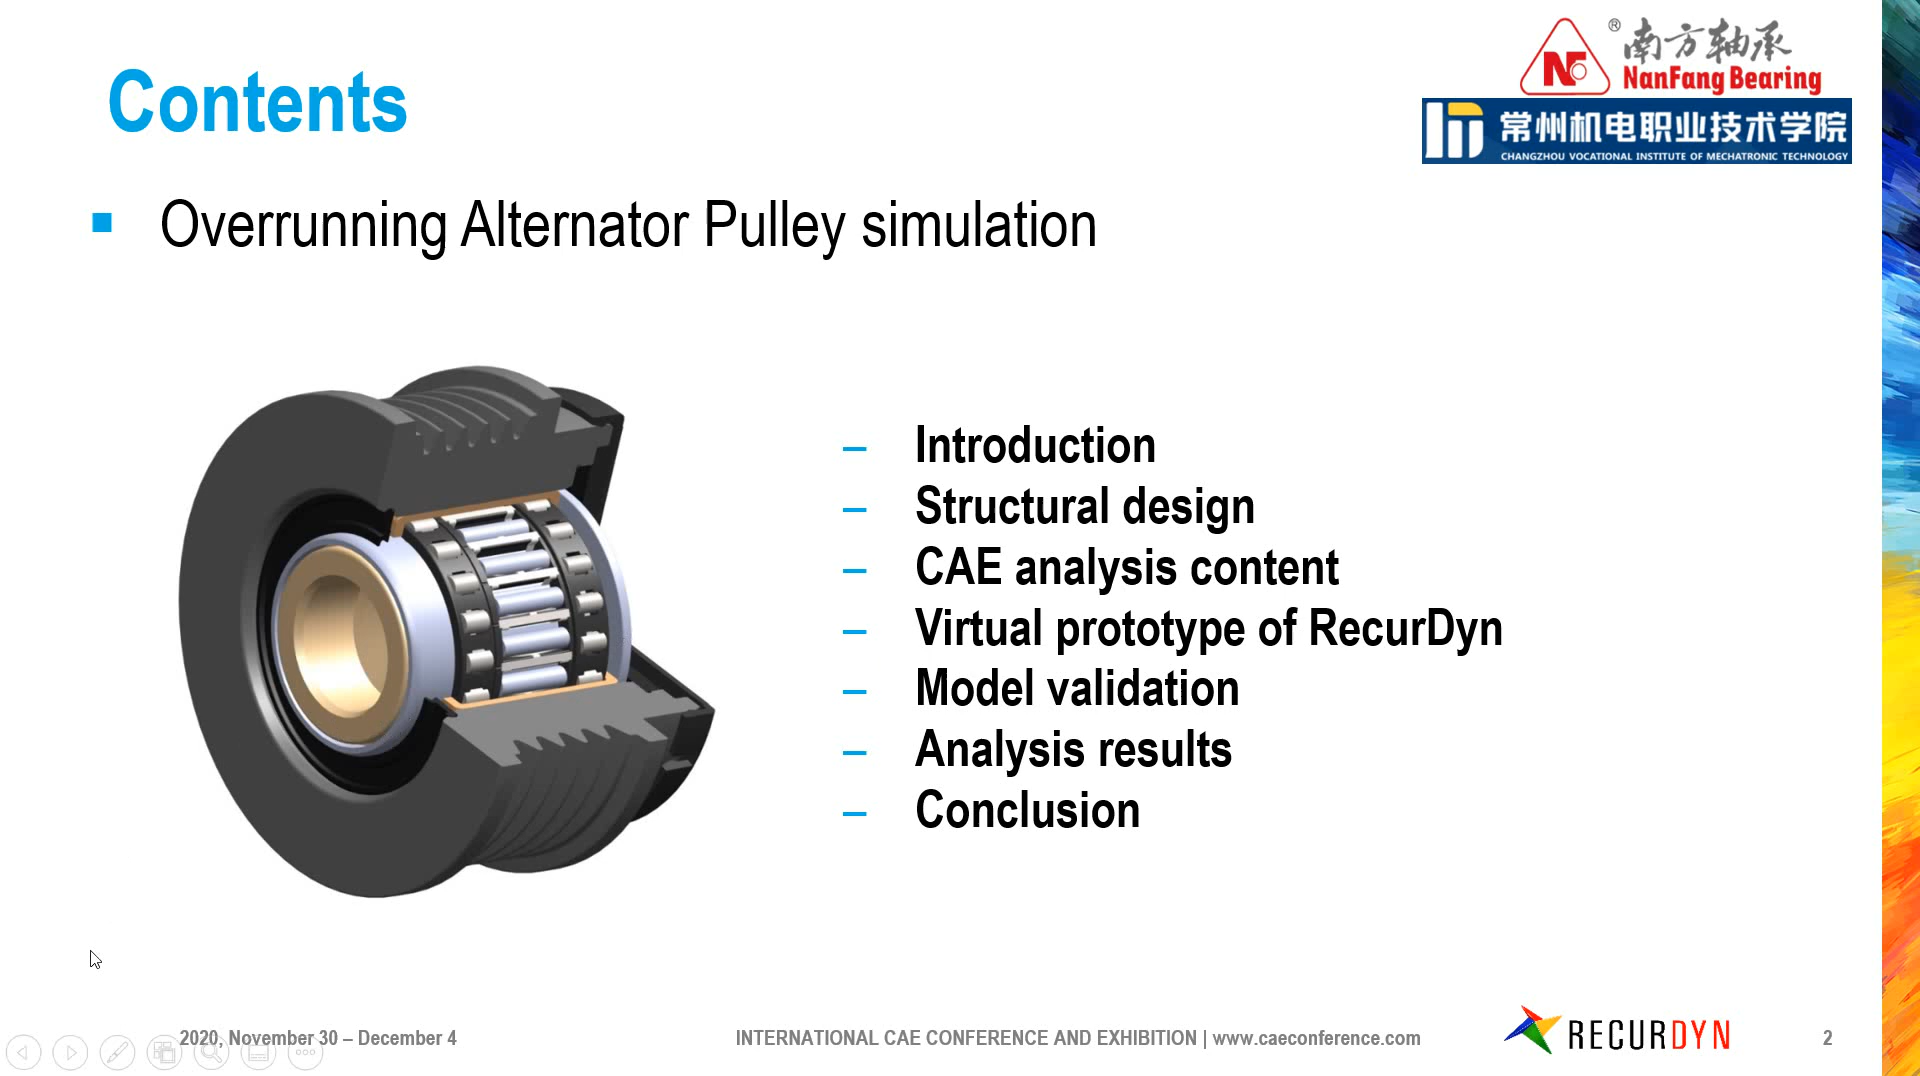 Contents
® 南方轴承
NF NanFang Bearing
常州机电职业技术学院
CHANGZHOU VOCATIONAL INSTITUTE OF MECHATRONIC TECHNOLOGY
▪ Overrunning Alternator Pulley simulation
– Introduction
– Structural design
– CAE analysis content
– Virtual prototype of RecurDyn
– Model validation
– Analysis results
– Conclusion
2020, November 30 – December 4
INTERNATIONAL CAE CONFERENCE AND EXHIBITION | www.caeconference.com
RECURDYN
2